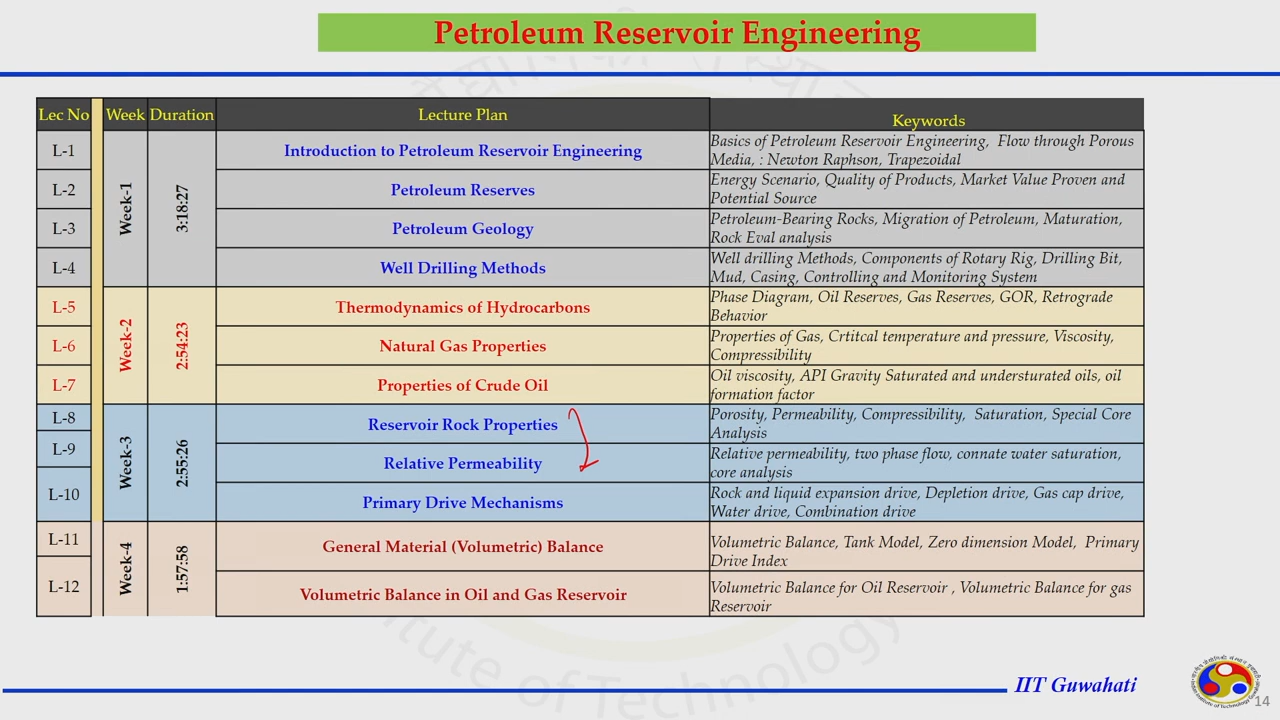 Petroleum Reservoir Engineering
Lec No Week Duration Lecture Plan Keywords
L-1 Introduction to Petroleum Reservoir Engineering Basics of Petroleum Reservoir Engineering, Flow through Porous
Media, : Newton Raphson, Trapezoidal
L-2 Petroleum Reserves Energy Scenario, Quality of Products, Market Value Proven and
Potential Source
Week-1 3:18:27
L-3 Petroleum Geology Petroleum-Bearing Rocks, Migration of Petroleum, Maturation,
Rock Eval analysis
L-4 Well Drilling Methods Well drilling Methods, Components of Rotary Rig, Drilling Bit,
Mud, Casing, Controlling and Monitoring System
L-5 Thermodynamics of Hydrocarbons Phase Diagram, Oil Reserves, Gas Reserves, GOR, Retrograde
Behavior
L-6 Week-2 2:54:23 Natural Gas Properties Properties of Gas, Crtitcal temperature and pressure, Viscosity,
Compressibility
L-7 Properties of Crude Oil Oil viscosity, API Gravity Saturated and understurated oils, oil
formation factor
L-8 Reservoir Rock Properties Porosity, Permeability, Compressibility, Saturation, Special Core
Analysis
L-9 Week-3 2:55:26 Relative Permeability Relative permeability, two phase flow, connate water saturation,
core analysis
L-10 Primary Drive Mechanisms Rock and liquid expansion drive, Depletion drive, Gas cap drive,
Water drive, Combination drive
L-11 General Material (Volumetric) Balance Volumetric Balance, Tank Model, Zero dimension Model, Primary
Drive Index
Week-4 1:57:58
L-12 Volumetric Balance in Oil and Gas Reservoir Volumetric Balance for Oil Reservoir , Volumetric Balance for gas
Reservoir
tute of Technology
IIT Guwahati
14